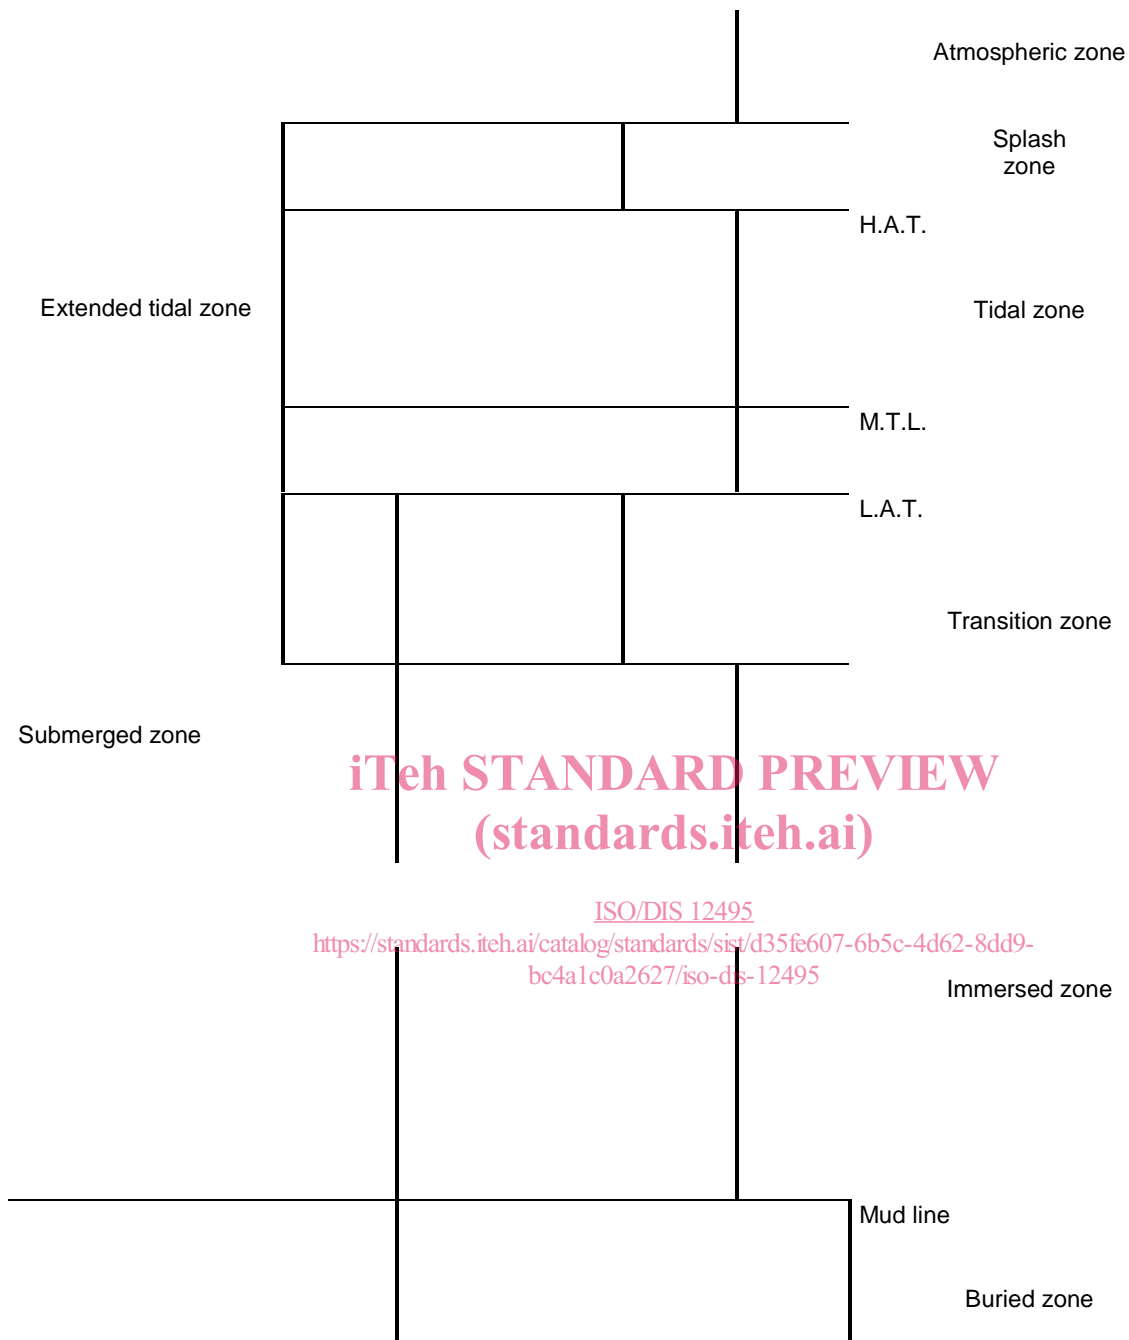 Atmospheric zone
Splash
zone
H.A.T.
Extended tidal zone
Tidal zone
M.T.L.
L.A.T.
Transition zone
Submerged zone
iTeh STANDARD PREVIEW
(standards.iteh.ai)
ISO/DIS 12495
https://standards.iteh.ai/catalog/standards/sist/d35fe607-6b5c-4d62-8dd9-
bc4a1c0a2627/iso-dis-12495
Immersed zone
Mud line
Buried zone